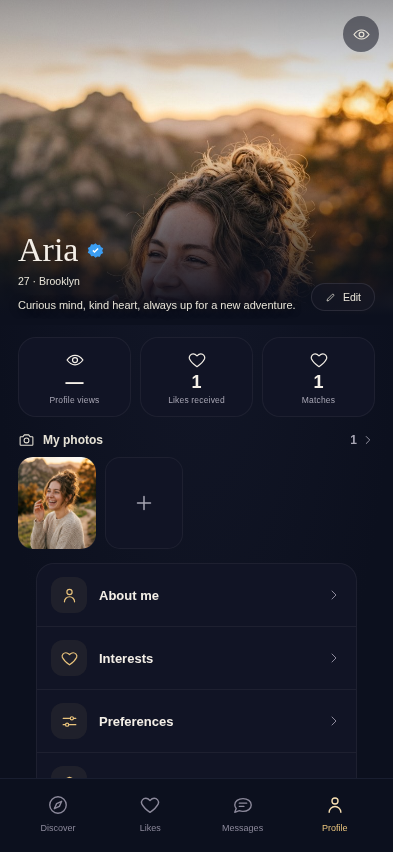 Aria
27 · Brooklyn
Curious mind, kind heart, always up for a new adventure.
Edit
—
Profile views
1
Likes received
1
Matches
My photos
1
About me
Interests
Preferences
Discover
Likes
Messages
Profile